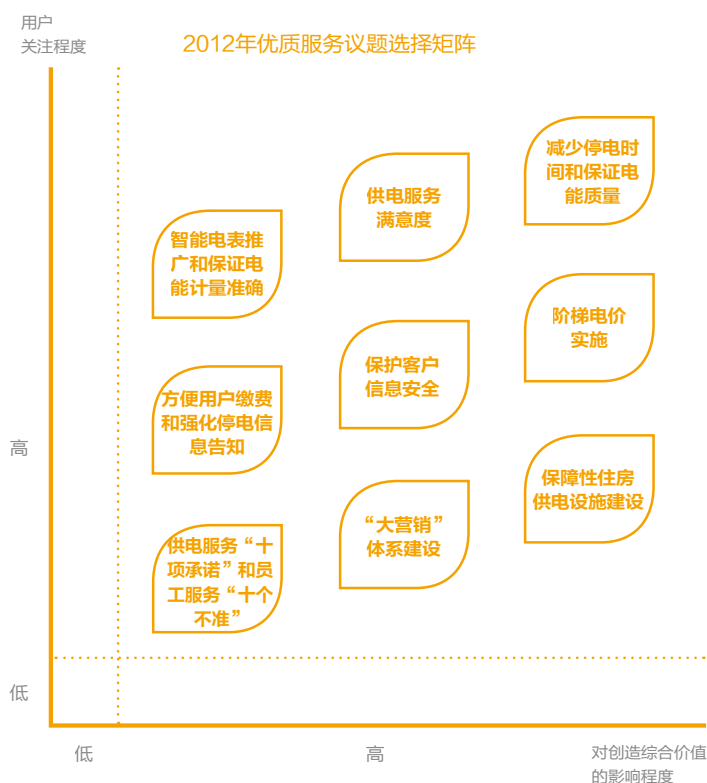 用户
关注程度
2012年优质服务议题选择矩阵
减少停电时
间和保证电
能质量
供电服务
满意度
智能电表推
广和保证电
能计量准确
阶梯电价
实施
保护客户
信息安全
方便用户缴费
和强化停电信
息告知
高
保障性住房
供电设施建设
“大营销”
体系建设
供电服务“十
项承诺”和员
工服务“十个
不准”
低
低
高
对创造综合价值
的影响程度